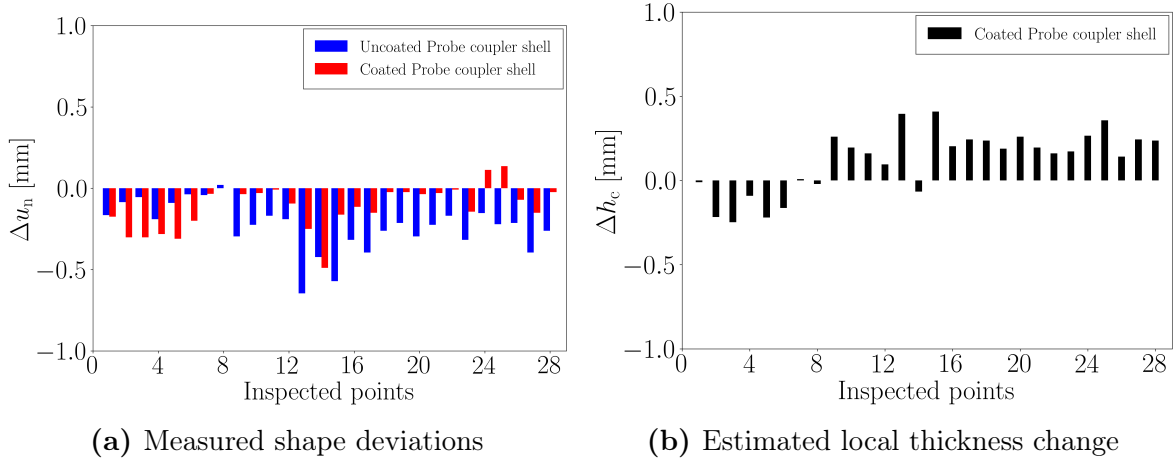 1.0
0.5
0.0
−0.5
−1.0
Δu_n [mm]
Uncoated Probe coupler shell
Coated Probe coupler shell
0 4 8 12 16 20 24 28
Inspected points
(a) Measured shape deviations
1.0
0.5
0.0
−0.5
−1.0
Δh_c [mm]
Coated Probe coupler shell
0 4 8 12 16 20 24 28
Inspected points
(b) Estimated local thickness change